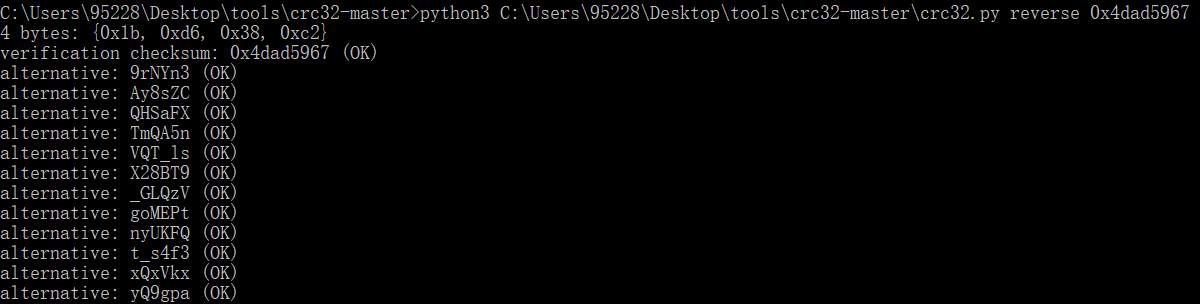 C:\Users\95228\Desktop\tools\crc32-master>python3 C:\Users\95228\Desktop\tools\crc32-master\crc32.py reverse 0x4dad5967
4 bytes: {0x1b, 0xd6, 0x38, 0xc2}
verification checksum: 0x4dad5967 (OK)
alternative: 9rNYn3 (OK)
alternative: Ay8sZC (OK)
alternative: QHSaFX (OK)
alternative: TmQA5n (OK)
alternative: VQT_ls (OK)
alternative: X28BT9 (OK)
alternative: _GLQzV (OK)
alternative: goMEPt (OK)
alternative: nyUKFQ (OK)
alternative: t_s4f3 (OK)
alternative: xQxVkx (OK)
alternative: yQ9gpa (OK)